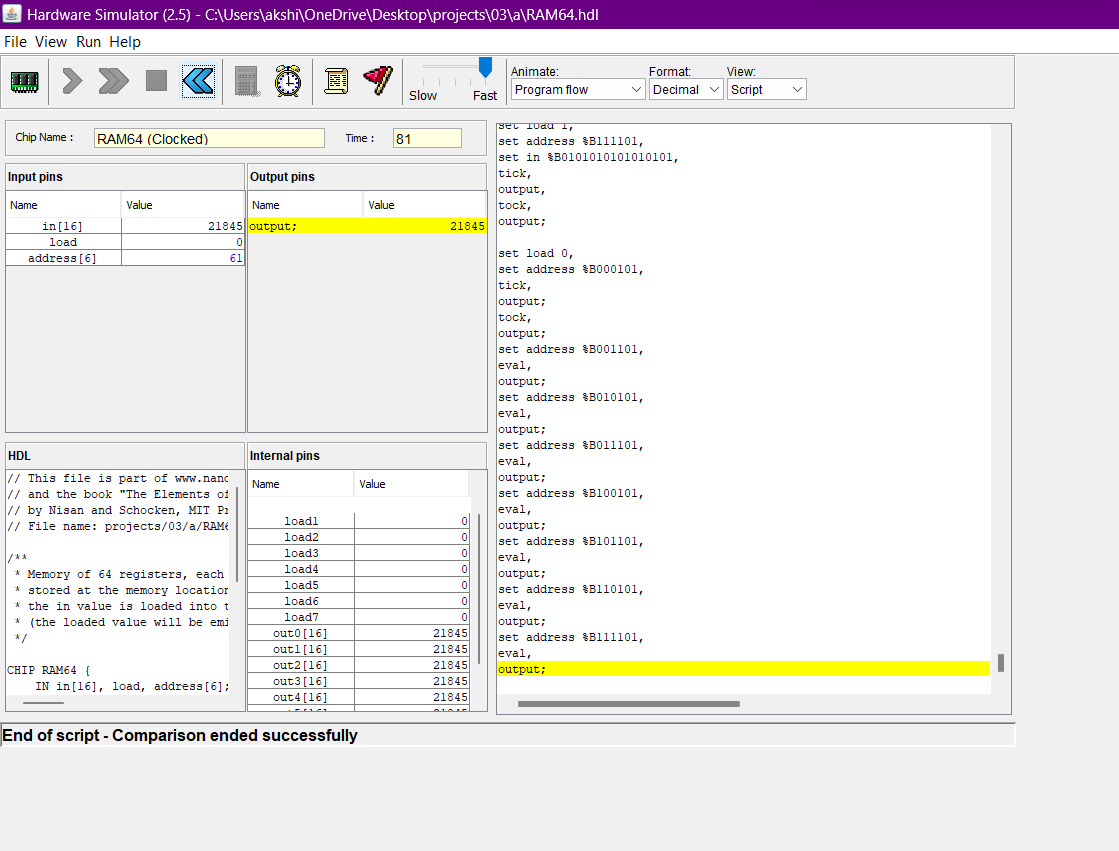 Hardware Simulator (2.5) - C:\Users\akshi\OneDrive\Desktop\projects\03\a\RAM64.hdl
File View Run Help
Slow Fast
Animate: Format: View:
Program flow Decimal Script
Chip Name : RAM64 (Clocked) Time : 81
Input pins
Name Value
in[16] 21845
load 0
address[6] 61
Output pins
Name Value
output; 21845
HDL
// This file is part of www.nand
// and the book "The Elements of
// by Nisan and Schocken, MIT Pr
// File name: projects/03/a/RAM6
/**
* Memory of 64 registers, each
* stored at the memory location
* the in value is loaded into t
* (the loaded value will be emi
*/
CHIP RAM64 {
IN in[16], load, address[6];
Internal pins
Name Value
load1 0
load2 0
load3 0
load4 0
load5 0
load6 0
load7 0
out0[16] 21845
out1[16] 21845
out2[16] 21845
out3[16] 21845
out4[16] 21845
set load 1,
set address %B111101,
set in %B0101010101010101,
tick,
output,
tock,
output;
set load 0,
set address %B000101,
tick,
output;
tock,
output;
set address %B001101,
eval,
output;
set address %B010101,
eval,
output;
set address %B011101,
eval,
output;
set address %B100101,
eval,
output;
set address %B101101,
eval,
output;
set address %B110101,
eval,
output;
set address %B111101,
eval,
output;
End of script - Comparison ended successfully